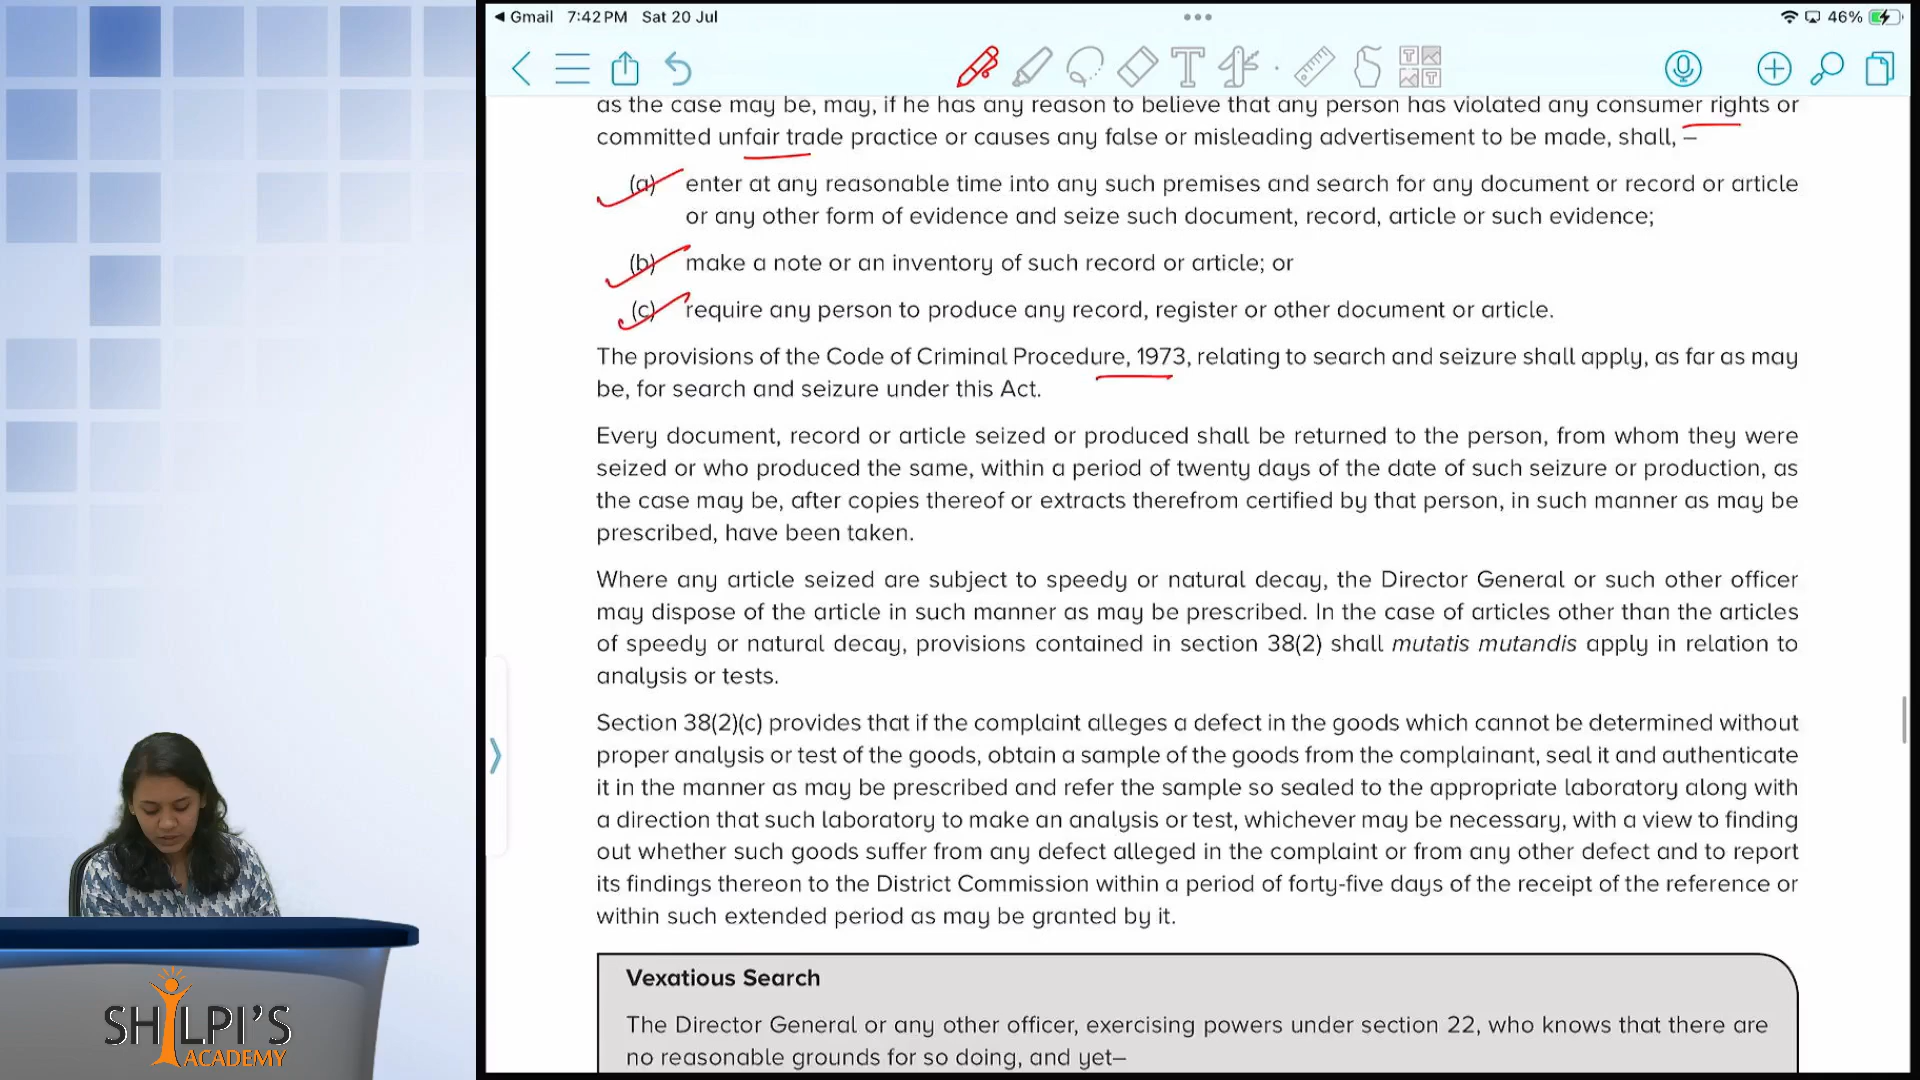 Gmail 7:42 PM Sat 20 Jul
46%
as the case may be, may, if he has any reason to believe that any person has violated any consumer rights or
committed unfair trade practice or causes any false or misleading advertisement to be made, shall, –
(a) enter at any reasonable time into any such premises and search for any document or record or article
or any other form of evidence and seize such document, record, article or such evidence;
(b) make a note or an inventory of such record or article; or
(c) require any person to produce any record, register or other document or article.
The provisions of the Code of Criminal Procedure, 1973, relating to search and seizure shall apply, as far as may
be, for search and seizure under this Act.
Every document, record or article seized or produced shall be returned to the person, from whom they were
seized or who produced the same, within a period of twenty days of the date of such seizure or production, as
the case may be, after copies thereof or extracts therefrom certified by that person, in such manner as may be
prescribed, have been taken.
Where any article seized are subject to speedy or natural decay, the Director General or such other officer
may dispose of the article in such manner as may be prescribed. In the case of articles other than the articles
of speedy or natural decay, provisions contained in section 38(2) shall mutatis mutandis apply in relation to
analysis or tests.
Section 38(2)(c) provides that if the complaint alleges a defect in the goods which cannot be determined without
proper analysis or test of the goods, obtain a sample of the goods from the complainant, seal it and authenticate
it in the manner as may be prescribed and refer the sample so sealed to the appropriate laboratory along with
a direction that such laboratory to make an analysis or test, whichever may be necessary, with a view to finding
out whether such goods suffer from any defect alleged in the complaint or from any other defect and to report
its findings thereon to the District Commission within a period of forty-five days of the receipt of the reference or
within such extended period as may be granted by it.
Vexatious Search
The Director General or any other officer, exercising powers under section 22, who knows that there are
no reasonable grounds for so doing, and yet–
SHILPI'S
ACADEMY